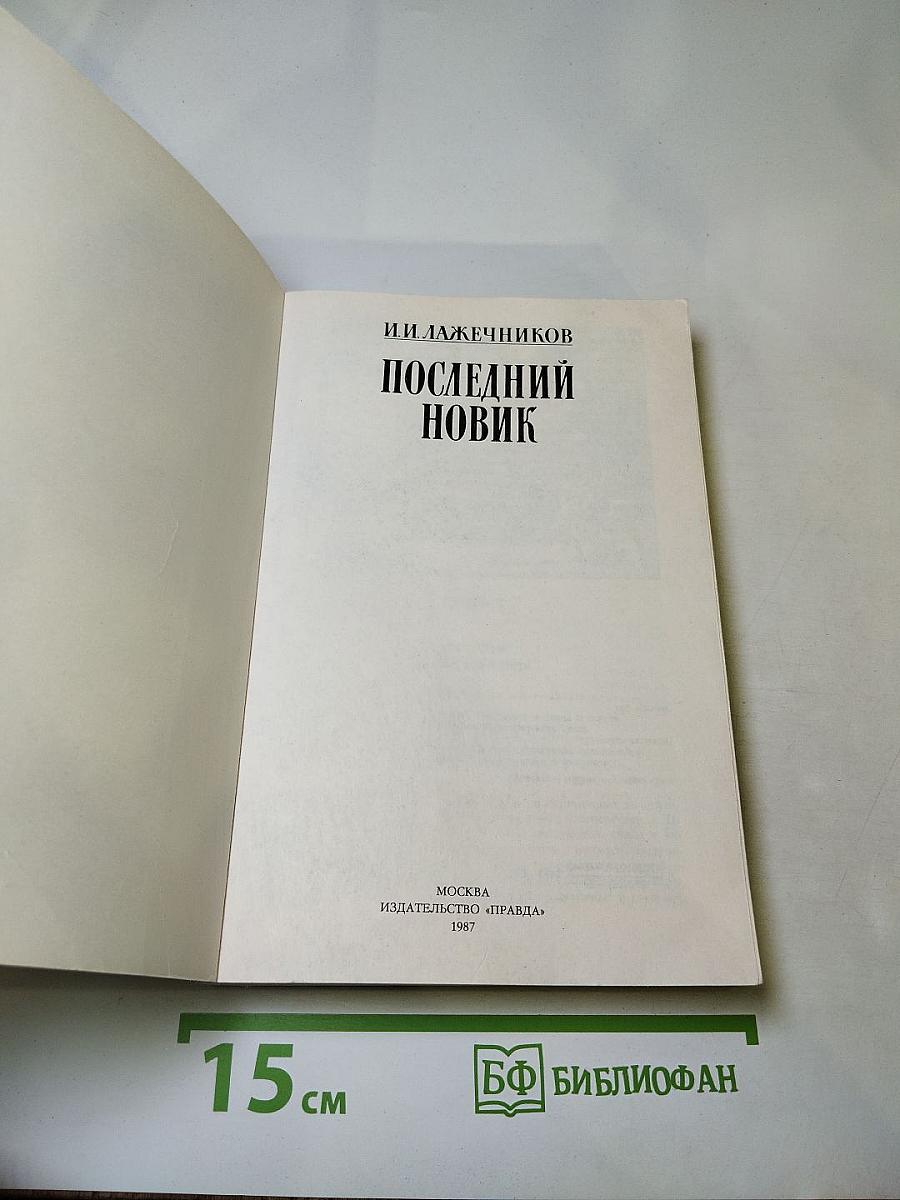 И.И.ЛАЖЕЧНИКОВ
ПОСЛЕДНИЙ
НОВИК
МОСКВА
ИЗДАТЕЛЬСТВО «ПРАВДА»
1987
15 см
БФ БИБЛИОФАН